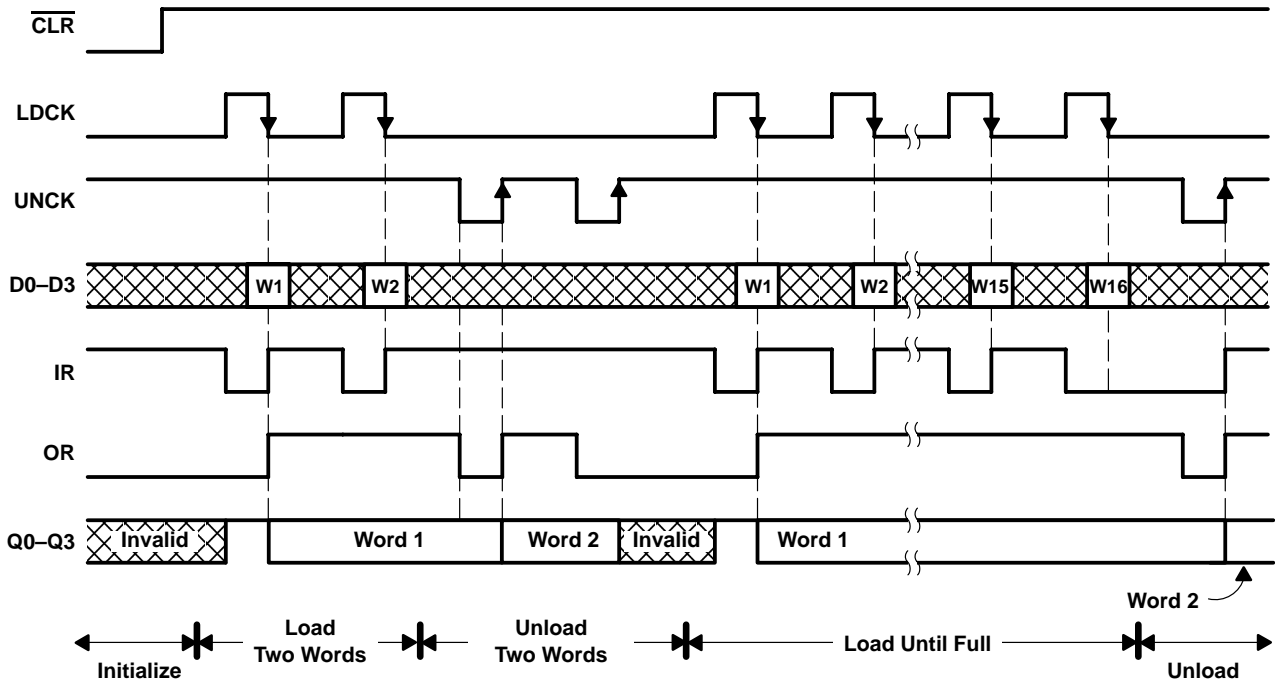 CLR
LDCK
UNCK
D0–D3 W1 W2 W1 W2 W15 W16
IR
OR
Q0–Q3 Invalid Word 1 Word 2 Invalid Word 1
Word 2
Initialize
Load
Two Words
Unload
Two Words
Load Until Full
Unload